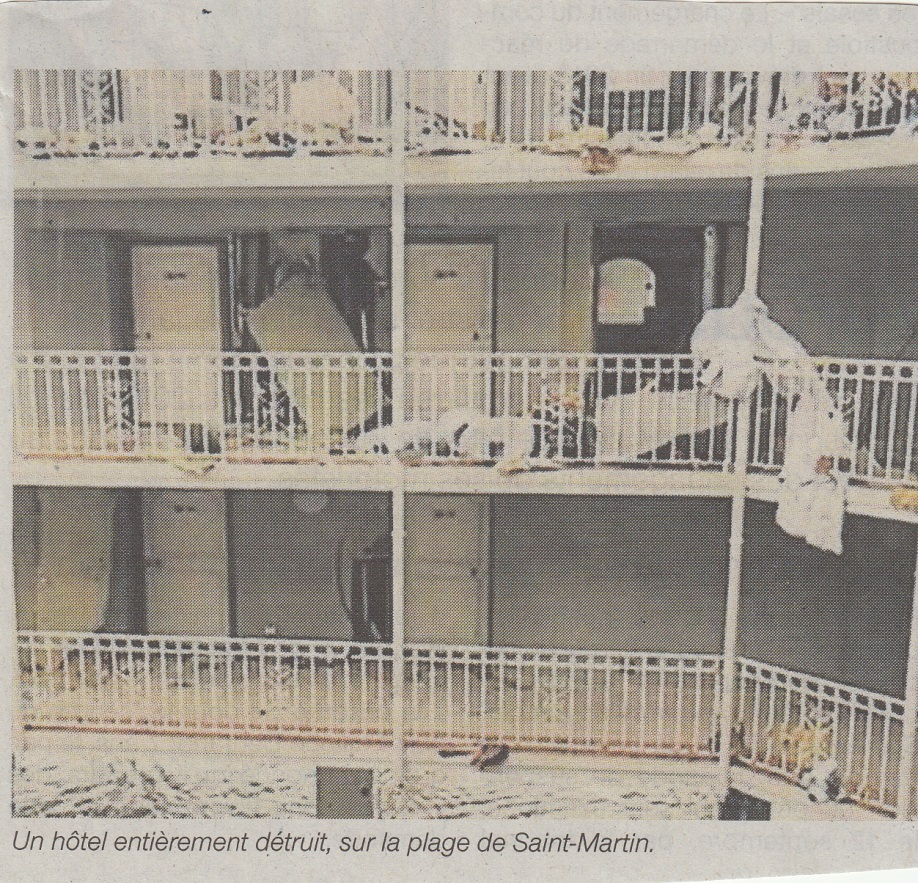 Un hôtel entièrement détruit, sur la plage de Saint-Martin.